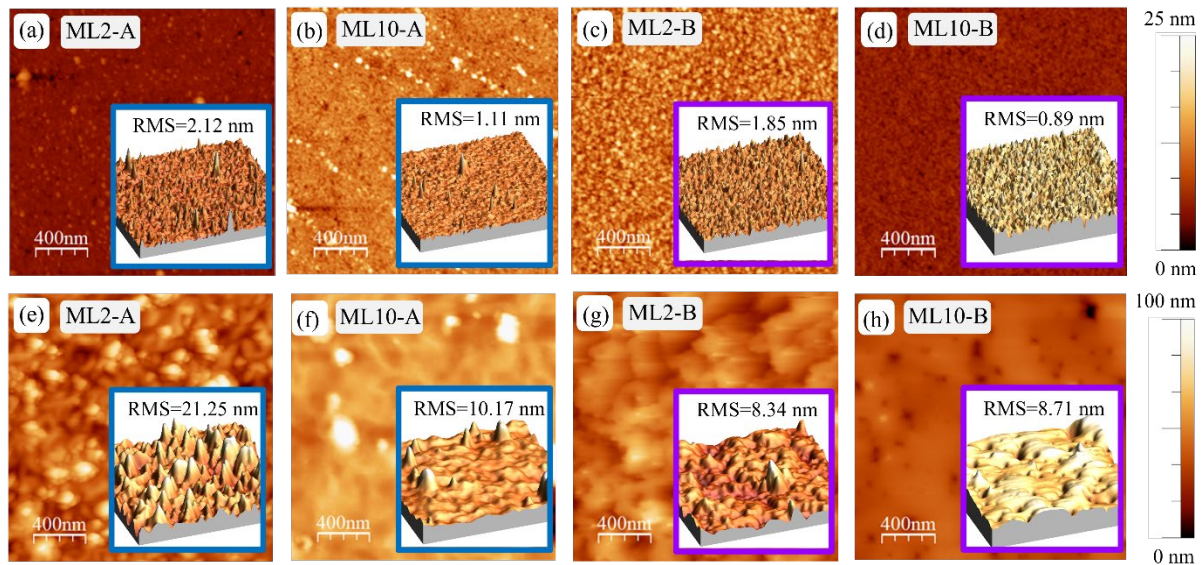 (a) ML2-A
RMS=2.12 nm
400nm
(b) ML10-A
RMS=1.11 nm
400nm
(c) ML2-B
RMS=1.85 nm
400nm
(d) ML10-B
RMS=0.89 nm
400nm
25 nm
0 nm
(e) ML2-A
RMS=21.25 nm
400nm
(f) ML10-A
RMS=10.17 nm
400nm
(g) ML2-B
RMS=8.34 nm
400nm
(h) ML10-B
RMS=8.71 nm
400nm
100 nm
0 nm